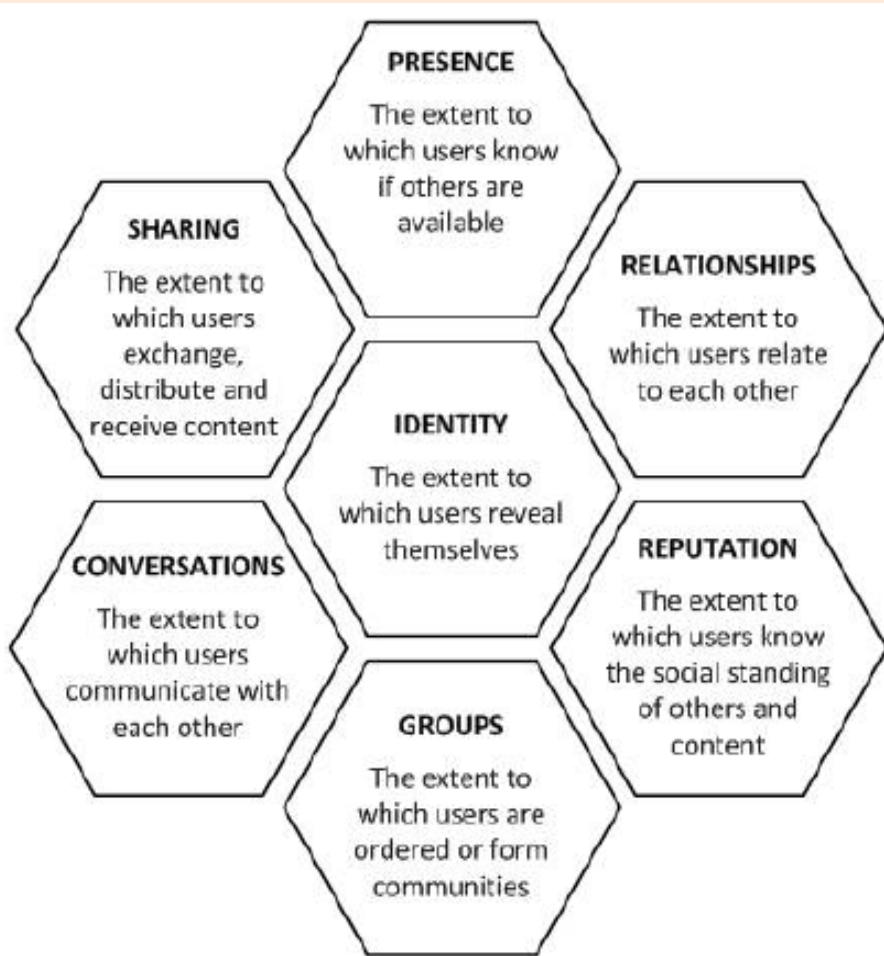 PRESENCE
The extent to
which users know
if others are
available
SHARING
The extent to
which users
exchange,
distribute and
receive content
RELATIONSHIPS
The extent to
which users relate
to each other
IDENTITY
The extent to
which users reveal
themselves
CONVERSATIONS
The extent to
which users
communicate with
each other
REPUTATION
The extent to
which users know
the social standing
of others and
content
GROUPS
The extent to
which users are
ordered or form
communities